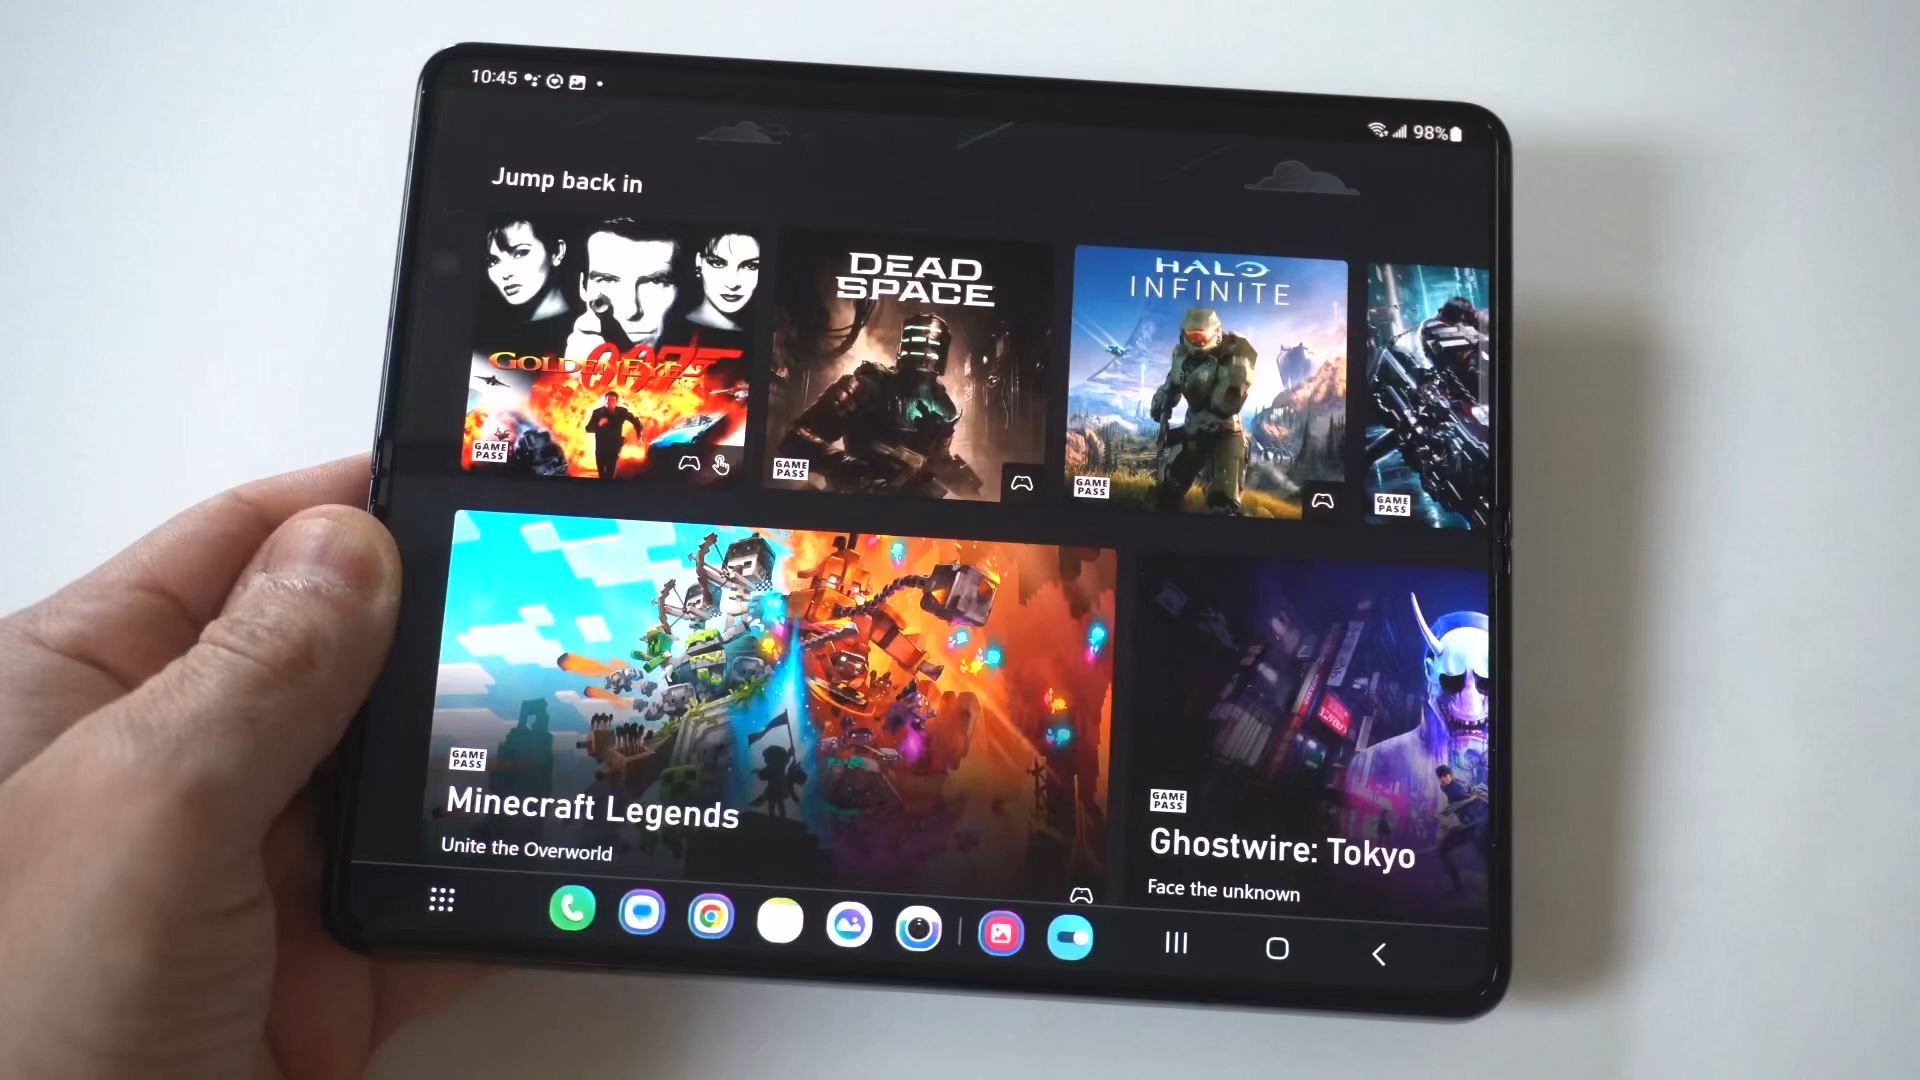 10:45
98%
Jump back in
GOLDENEYE 007
GAME
PASS
DEAD
SPACE
GAME
PASS
HALO
INFINITE
GAME
PASS
GAME
PASS
GAME
PASS
Minecraft Legends
Unite the Overworld
GAME
PASS
Ghostwire: Tokyo
Face the unknown